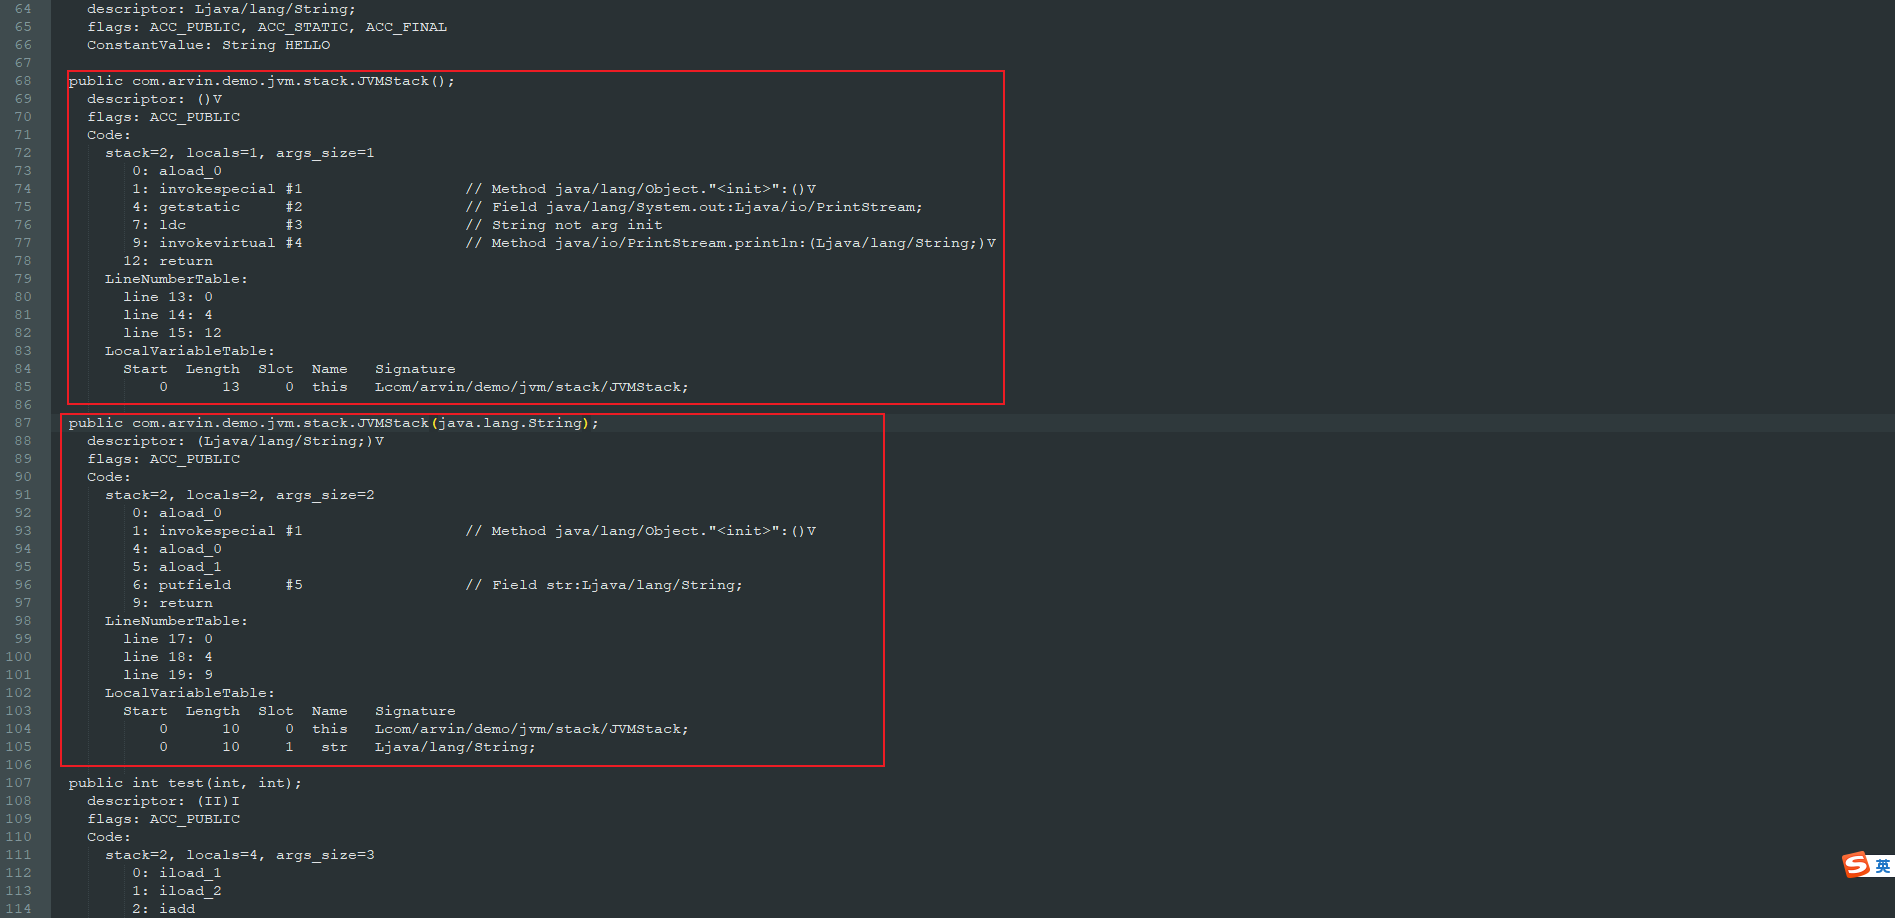 64 descriptor: Ljava/lang/String;
65 flags: ACC_PUBLIC, ACC_STATIC, ACC_FINAL
66 ConstantValue: String HELLO
67
68 public com.arvin.demo.jvm.stack.JVMStack();
69 descriptor: ()V
70 flags: ACC_PUBLIC
71 Code:
72 stack=2, locals=1, args_size=1
73 0: aload_0
74 1: invokespecial #1 // Method java/lang/Object."<init>":()V
75 4: getstatic #2 // Field java/lang/System.out:Ljava/io/PrintStream;
76 7: ldc #3 // String not arg init
77 9: invokevirtual #4 // Method java/io/PrintStream.println:(Ljava/lang/String;)V
78 12: return
79 LineNumberTable:
80 line 13: 0
81 line 14: 4
82 line 15: 12
83 LocalVariableTable:
84 Start Length Slot Name Signature
85 0 13 0 this Lcom/arvin/demo/jvm/stack/JVMStack;
86
87 public com.arvin.demo.jvm.stack.JVMStack(java.lang.String);
88 descriptor: (Ljava/lang/String;)V
89 flags: ACC_PUBLIC
90 Code:
91 stack=2, locals=2, args_size=2
92 0: aload_0
93 1: invokespecial #1 // Method java/lang/Object."<init>":()V
94 4: aload_0
95 5: aload_1
96 6: putfield #5 // Field str:Ljava/lang/String;
97 9: return
98 LineNumberTable:
99 line 17: 0
100 line 18: 4
101 line 19: 9
102 LocalVariableTable:
103 Start Length Slot Name Signature
104 0 10 0 this Lcom/arvin/demo/jvm/stack/JVMStack;
105 0 10 1 str Ljava/lang/String;
106
107 public int test(int, int);
108 descriptor: (II)I
109 flags: ACC_PUBLIC
110 Code:
111 stack=2, locals=4, args_size=3
112 0: iload_1
113 1: iload_2
114 2: iadd
S 英